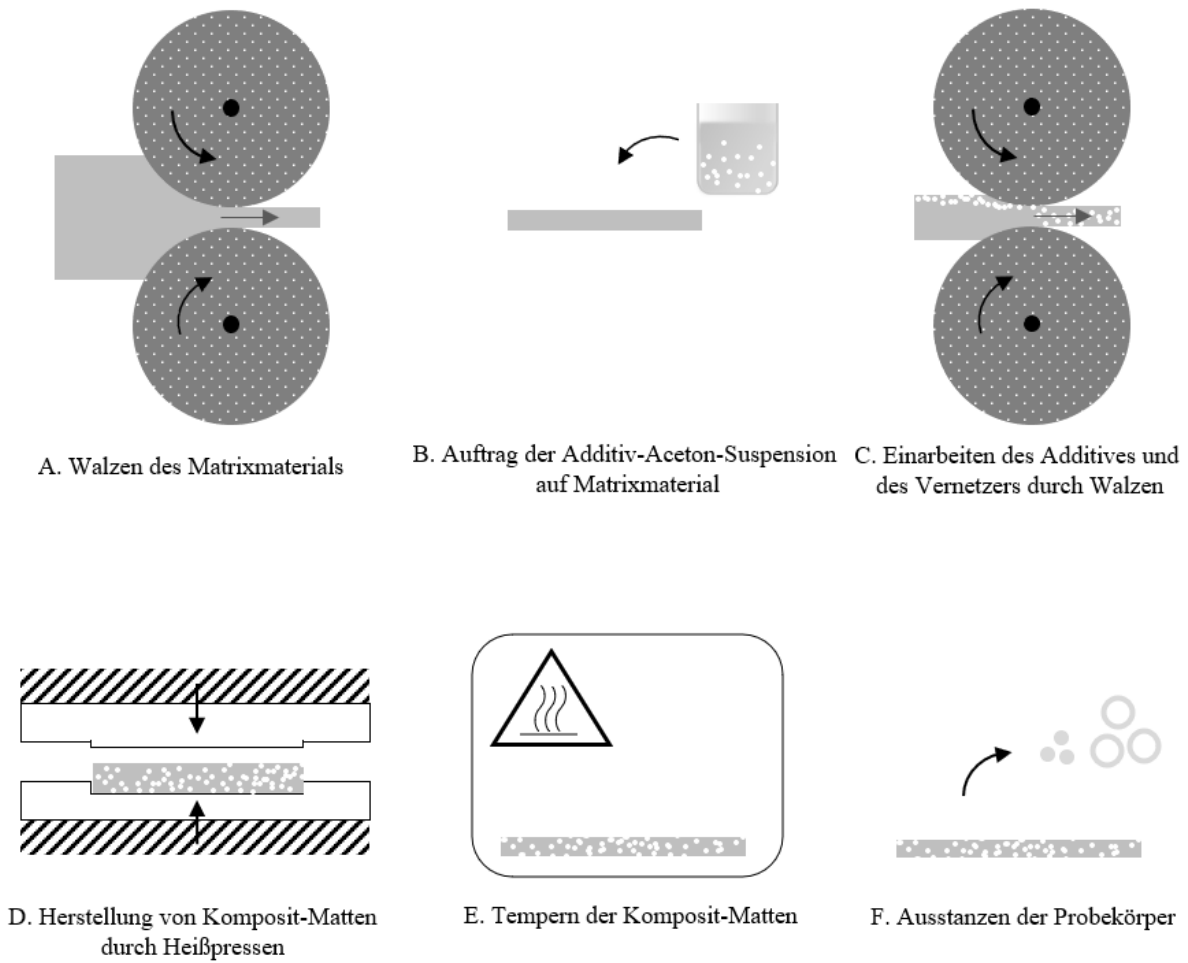 A. Walzen des Matrixmaterials
B. Auftrag der Additiv-Aceton-Suspension
auf Matrixmaterial
C. Einarbeiten des Additives und
des Vernetzers durch Walzen
D. Herstellung von Komposit-Matten
durch Heißpressen
E. Tempern der Komposit-Matten
F. Ausstanzen der Probekörper